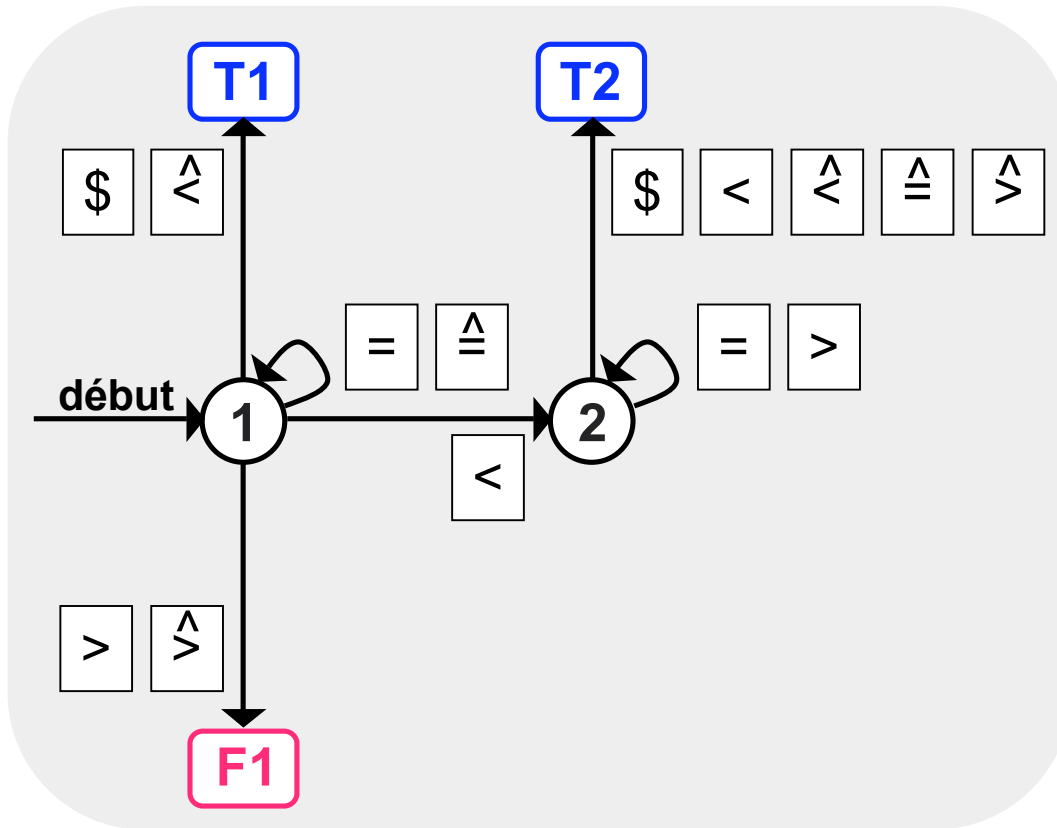 T1 T2
$ <̂ $ < <̂ =̂ >̂
= =̂ = >
début 1 2
<
> >̂
F1